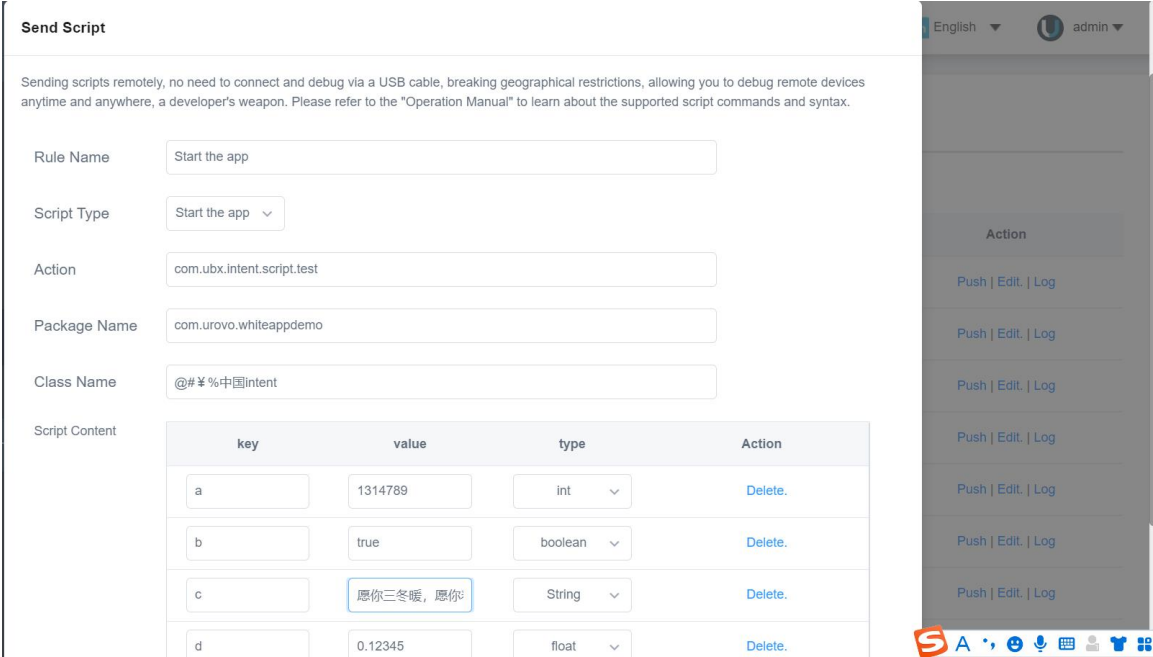 Send Script
English
admin
Sending scripts remotely, no need to connect and debug via a USB cable, breaking geographical restrictions, allowing you to debug remote devices
anytime and anywhere, a developer's weapon. Please refer to the "Operation Manual" to learn about the supported script commands and syntax.
Rule Name
Start the app
Script Type
Start the app
Action
com.ubx.intent.script.test
Package Name
com.urovo.whiteappdemo
Class Name
@#￥%中国intent
Script Content
key value type Action
a 1314789 int Delete.
b true boolean Delete.
c 愿你三冬暖，愿你 String Delete.
d 0.12345 float Delete.
Action
Push | Edit. | Log
Push | Edit. | Log
Push | Edit. | Log
Push | Edit. | Log
Push | Edit. | Log
Push | Edit. | Log
Push | Edit. | Log
S A